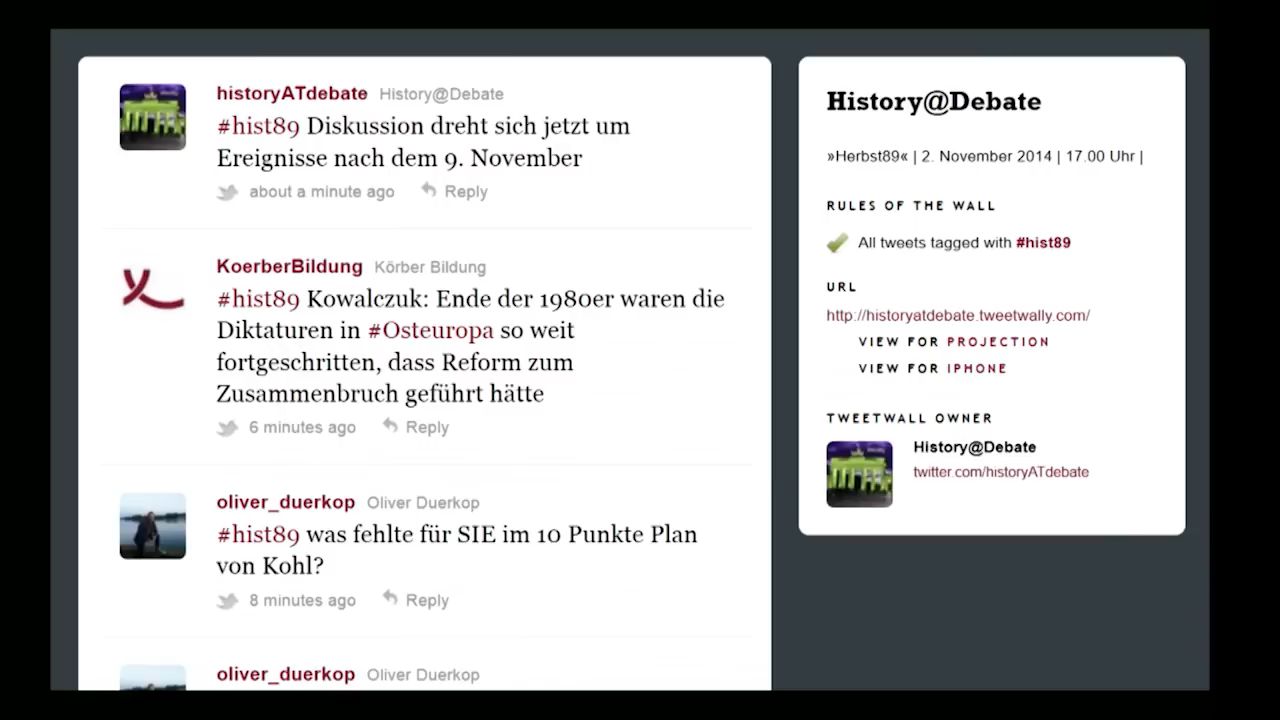 historyATdebate History@Debate
#hist89 Diskussion dreht sich jetzt um
Ereignisse nach dem 9. November
about a minute ago Reply
KoerberBildung Körber Bildung
#hist89 Kowalczuk: Ende der 1980er waren die
Diktaturen in #Osteuropa so weit
fortgeschritten, dass Reform zum
Zusammenbruch geführt hätte
6 minutes ago Reply
oliver_duerkop Oliver Duerkop
#hist89 was fehlte für SIE im 10 Punkte Plan
von Kohl?
8 minutes ago Reply
oliver_duerkop Oliver Duerkop
History@Debate
»Herbst89« | 2. November 2014 | 17.00 Uhr |
RULES OF THE WALL
All tweets tagged with #hist89
URL
http://historyatdebate.tweetwally.com/
VIEW FOR PROJECTION
VIEW FOR IPHONE
TWEETWALL OWNER
History@Debate
twitter.com/historyATdebate